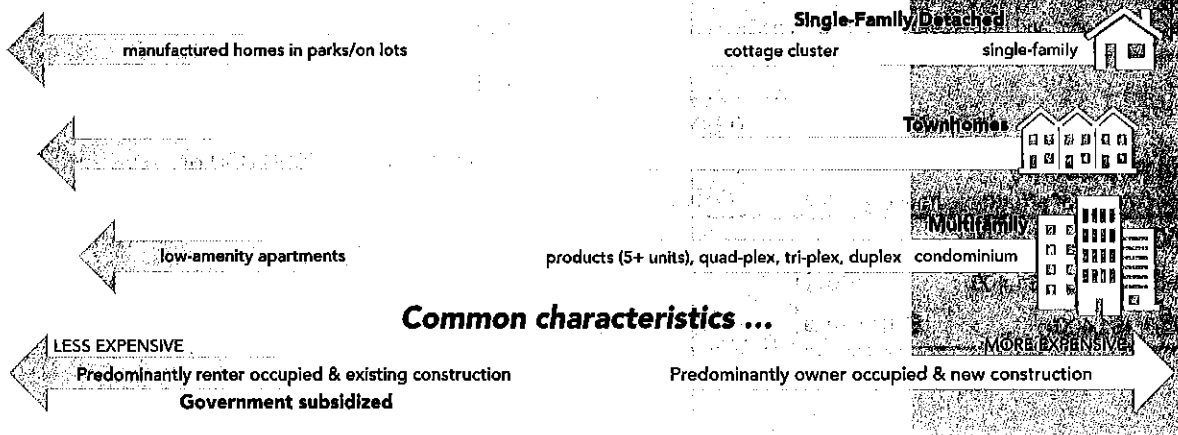 Single-Family Detached
manufactured homes in parks/on lots cottage cluster single-family
Townhomes
Multifamily
low-amenity apartments products (5+ units), quad-plex, tri-plex, duplex condominium
Common characteristics ...
LESS EXPENSIVE MORE EXPENSIVE
Predominantly renter occupied & existing construction Predominantly owner occupied & new construction
Government subsidized